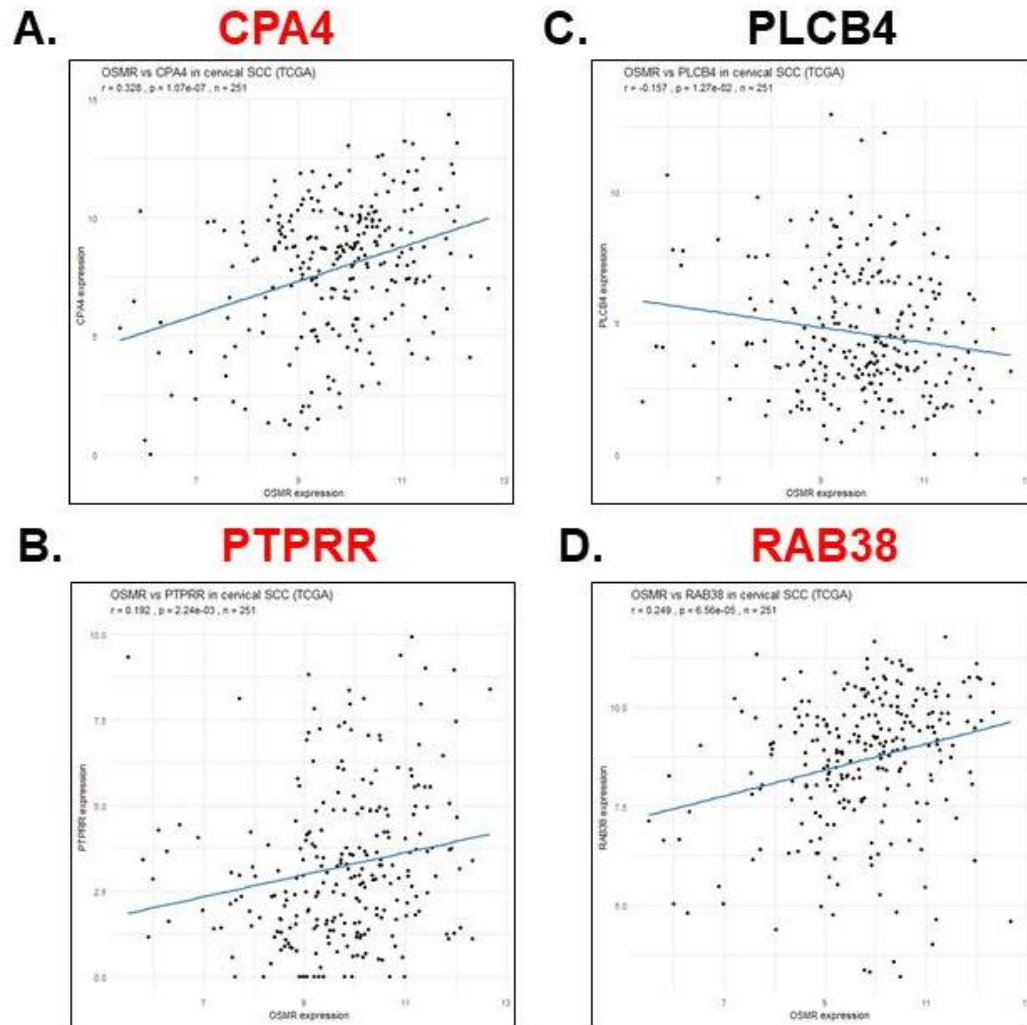 A. CPA4
OSMR vs CPA4 in cervical SCC (TCGA)
r = 0.328 , p = 1.07e-07 , n = 251
15
10
5
0
CPA4 expression
7 9 11 13
OSMR expression
C. PLCB4
OSMR vs PLCB4 in cervical SCC (TCGA)
r = -0.157 , p = 1.27e-02 , n = 251
10
5
0
PLCB4 expression
7 9 11
OSMR expression
B. PTPRR
OSMR vs PTPRR in cervical SCC (TCGA)
r = 0.192 , p = 2.24e-03 , n = 251
10.0
7.5
5.0
2.5
0.0
PTPRR expression
7 9 11 13
OSMR expression
D. RAB38
OSMR vs RAB38 in cervical SCC (TCGA)
r = 0.249 , p = 6.56e-05 , n = 251
10.0
7.5
5.0
RAB38 expression
7 9 11
OSMR expression